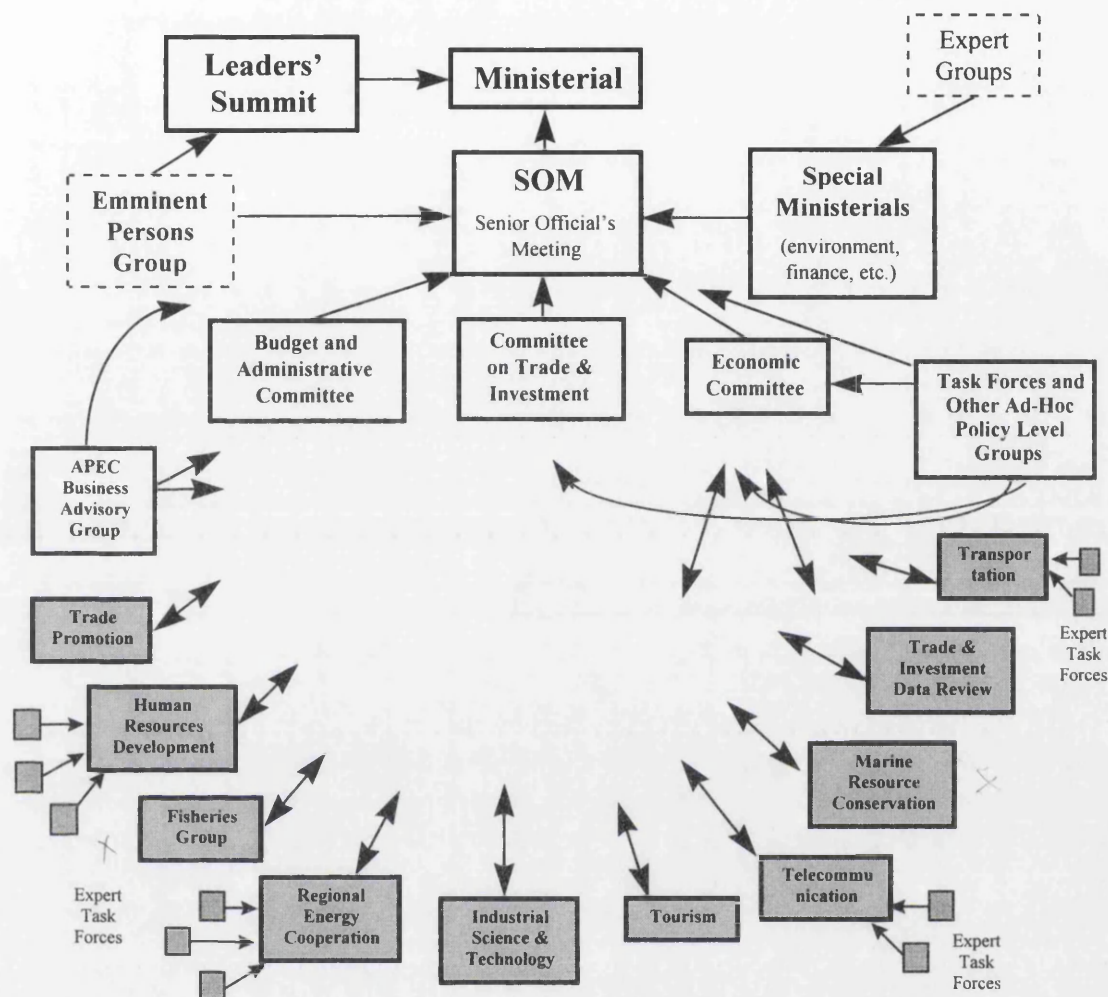 Leaders'
Summit
Ministerial
Expert
Groups
Emminent
Persons
Group
SOM
Senior Official's
Meeting
Special
Ministerials
(environment,
finance, etc.)
Budget and
Administrative
Committee
Committee
on Trade &
Investment
Economic
Committee
Task Forces and
Other Ad-Hoc
Policy Level
Groups
APEC
Business
Advisory
Group
Transpor
tation
Expert
Task
Forces
Trade
Promotion
Trade &
Investment
Data Review
Human
Resources
Development
Marine
Resource
Conservation
Fisheries
Group
Expert
Task
Forces
Regional
Energy
Cooperation
Industrial
Science &
Technology
Tourism
Telecommu
nication
Expert
Task
Forces